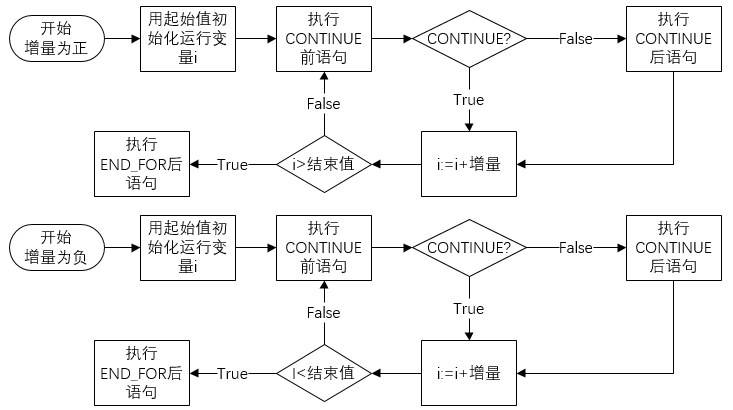 开始
增量为正
用起始值初
始化运行变
量i
执行
CONTINUE
前语句
CONTINUE?
False
执行
CONTINUE
后语句
False
True
执行
END_FOR后
语句
True
i>结束值
i:=i+增量
开始
增量为负
用起始值初
始化运行变
量i
执行
CONTINUE
前语句
CONTINUE?
False
执行
CONTINUE
后语句
False
True
执行
END_FOR后
语句
True
I<结束值
i:=i+增量